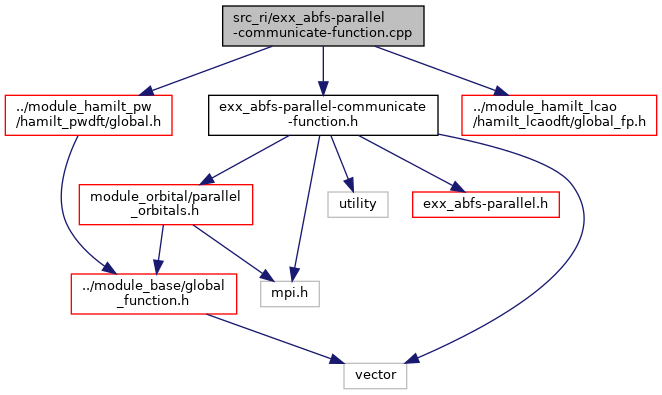 src_ri/exx_abfs-parallel
-communicate-function.cpp
../module_hamilt_pw
/hamilt_pwdft/global.h
exx_abfs-parallel-communicate
-function.h
../module_hamilt_lcao
/hamilt_lcaodft/global_fp.h
module_orbital/parallel
_orbitals.h
utility
exx_abfs-parallel.h
../module_base/global
_function.h
mpi.h
vector